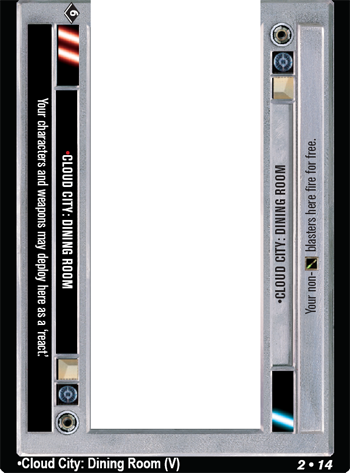 6
Your characters and weapons may deploy here as a 'react.'
•CLOUD CITY: DINING ROOM
•CLOUD CITY: DINING ROOM
Your non- blasters here fire for free.
•Cloud City: Dining Room (V)
2 • 14